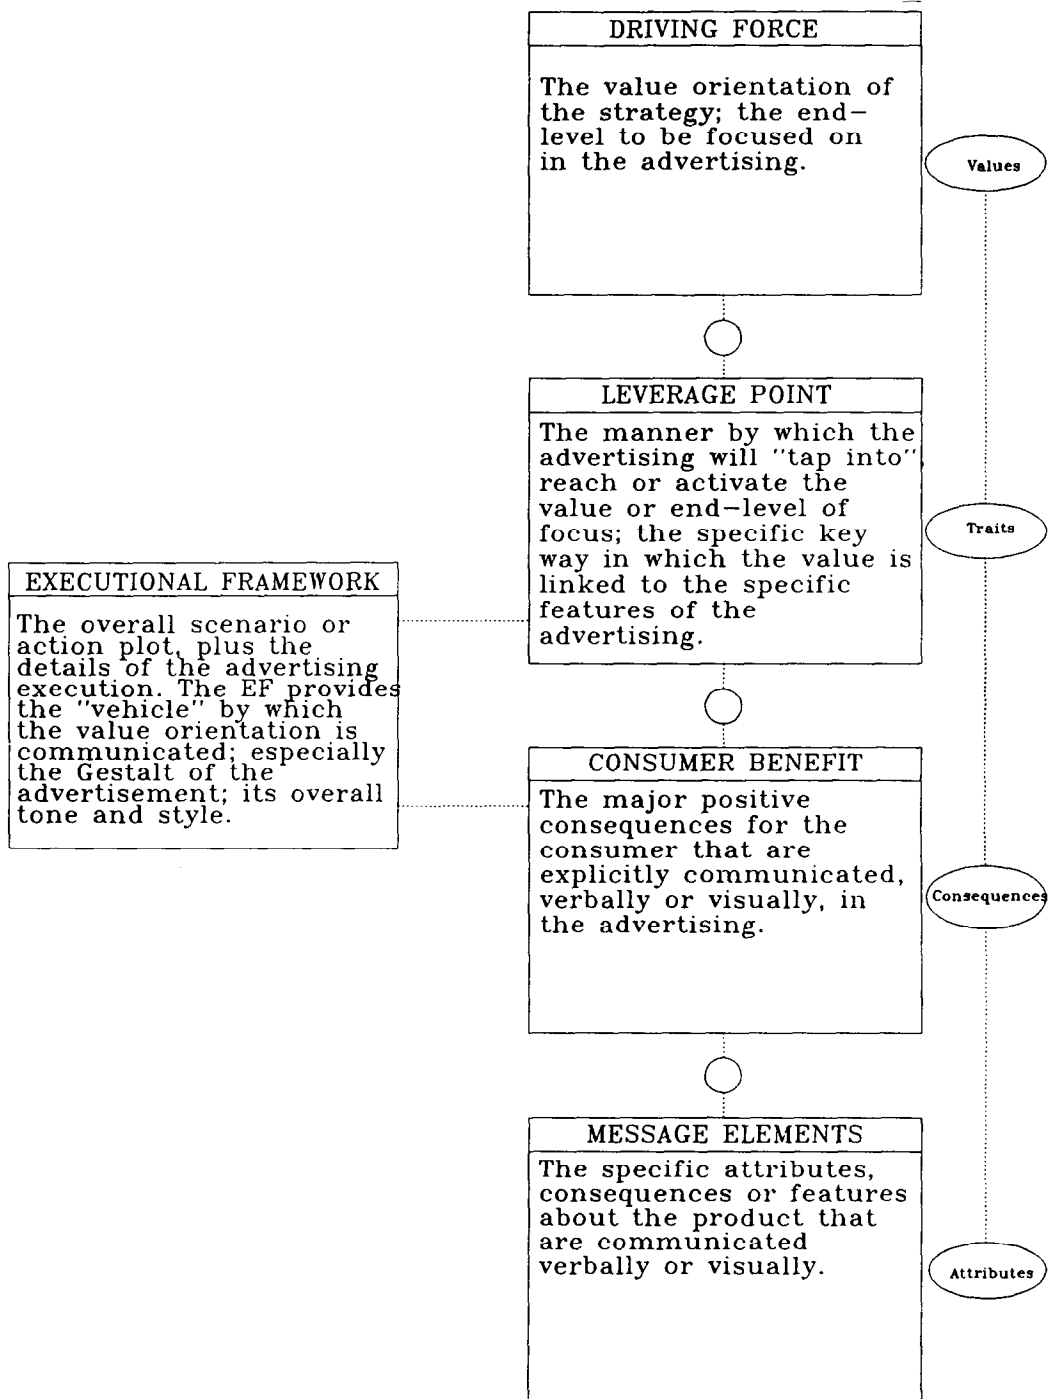 DRIVING FORCE
The value orientation of
the strategy; the end-
level to be focused on
in the advertising.
Values
LEVERAGE POINT
The manner by which the
advertising will "tap into"
reach or activate the
value or end-level of
focus; the specific key
way in which the value is
linked to the specific
features of the
advertising.
Traits
EXECUTIONAL FRAMEWORK
The overall scenario or
action plot, plus the
details of the advertising
execution. The EF provides
the "vehicle" by which
the value orientation is
communicated; especially
the Gestalt of the
advertisement; its overall
tone and style.
CONSUMER BENEFIT
The major positive
consequences for the
consumer that are
explicitly communicated,
verbally or visually, in
the advertising.
Consequences
MESSAGE ELEMENTS
The specific attributes,
consequences or features
about the product that
are communicated
verbally or visually.
Attributes